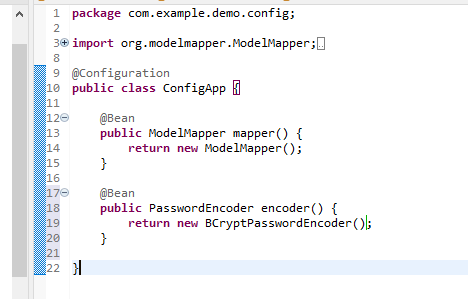 1 package com.example.demo.config;
2
3 import org.modelmapper.ModelMapper;
8
9 @Configuration
10 public class ConfigApp {
11
12 @Bean
13 public ModelMapper mapper() {
14 return new ModelMapper();
15 }
16
17 @Bean
18 public PasswordEncoder encoder() {
19 return new BCryptPasswordEncoder();
20 }
21
22 }